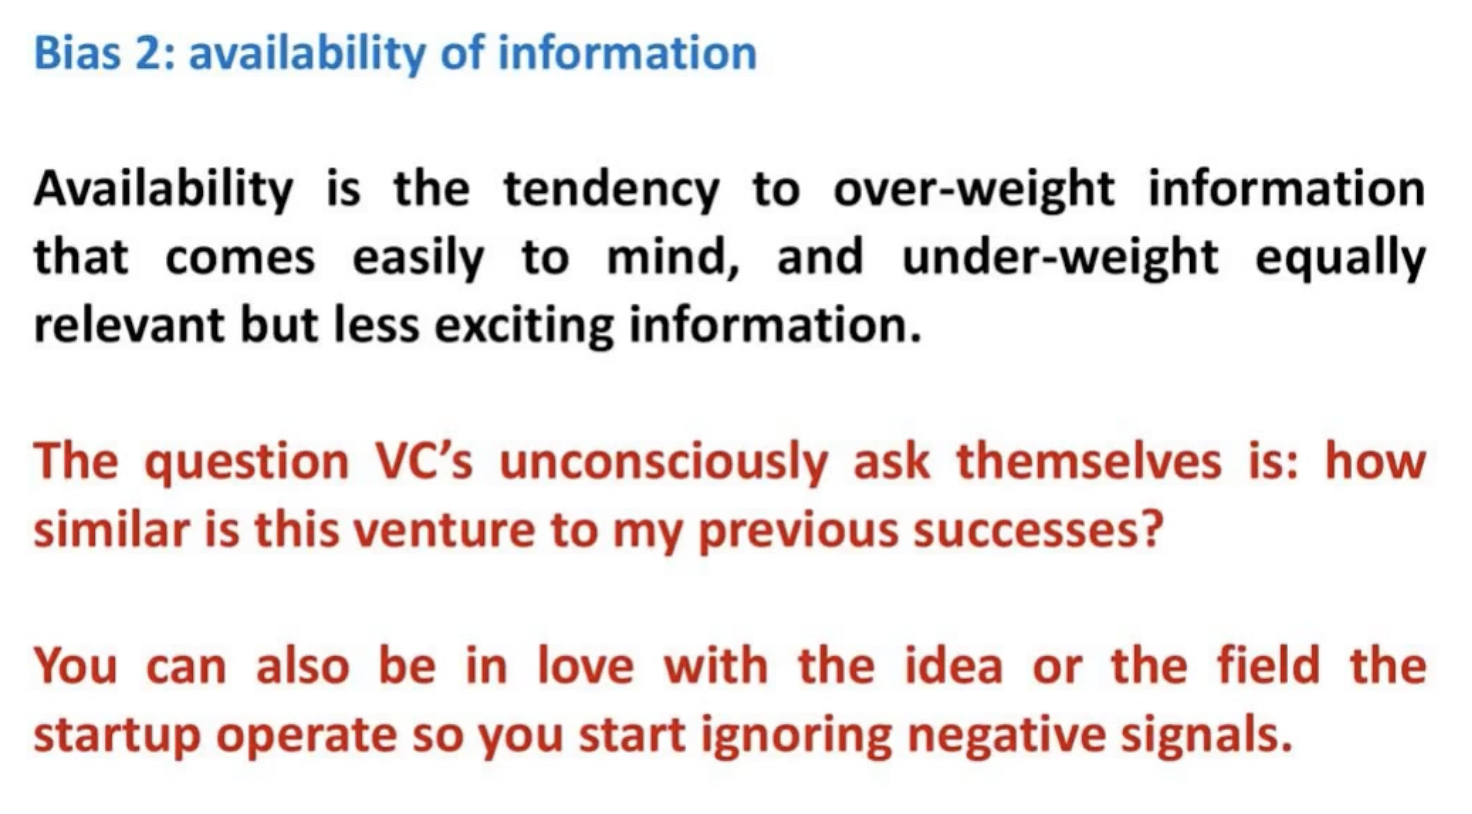 Bias 2: availability of information
Availability is the tendency to over-weight information
that comes easily to mind, and under-weight equally
relevant but less exciting information.
The question VC’s unconsciously ask themselves is: how
similar is this venture to my previous successes?
You can also be in love with the idea or the field the
startup operate so you start ignoring negative signals.